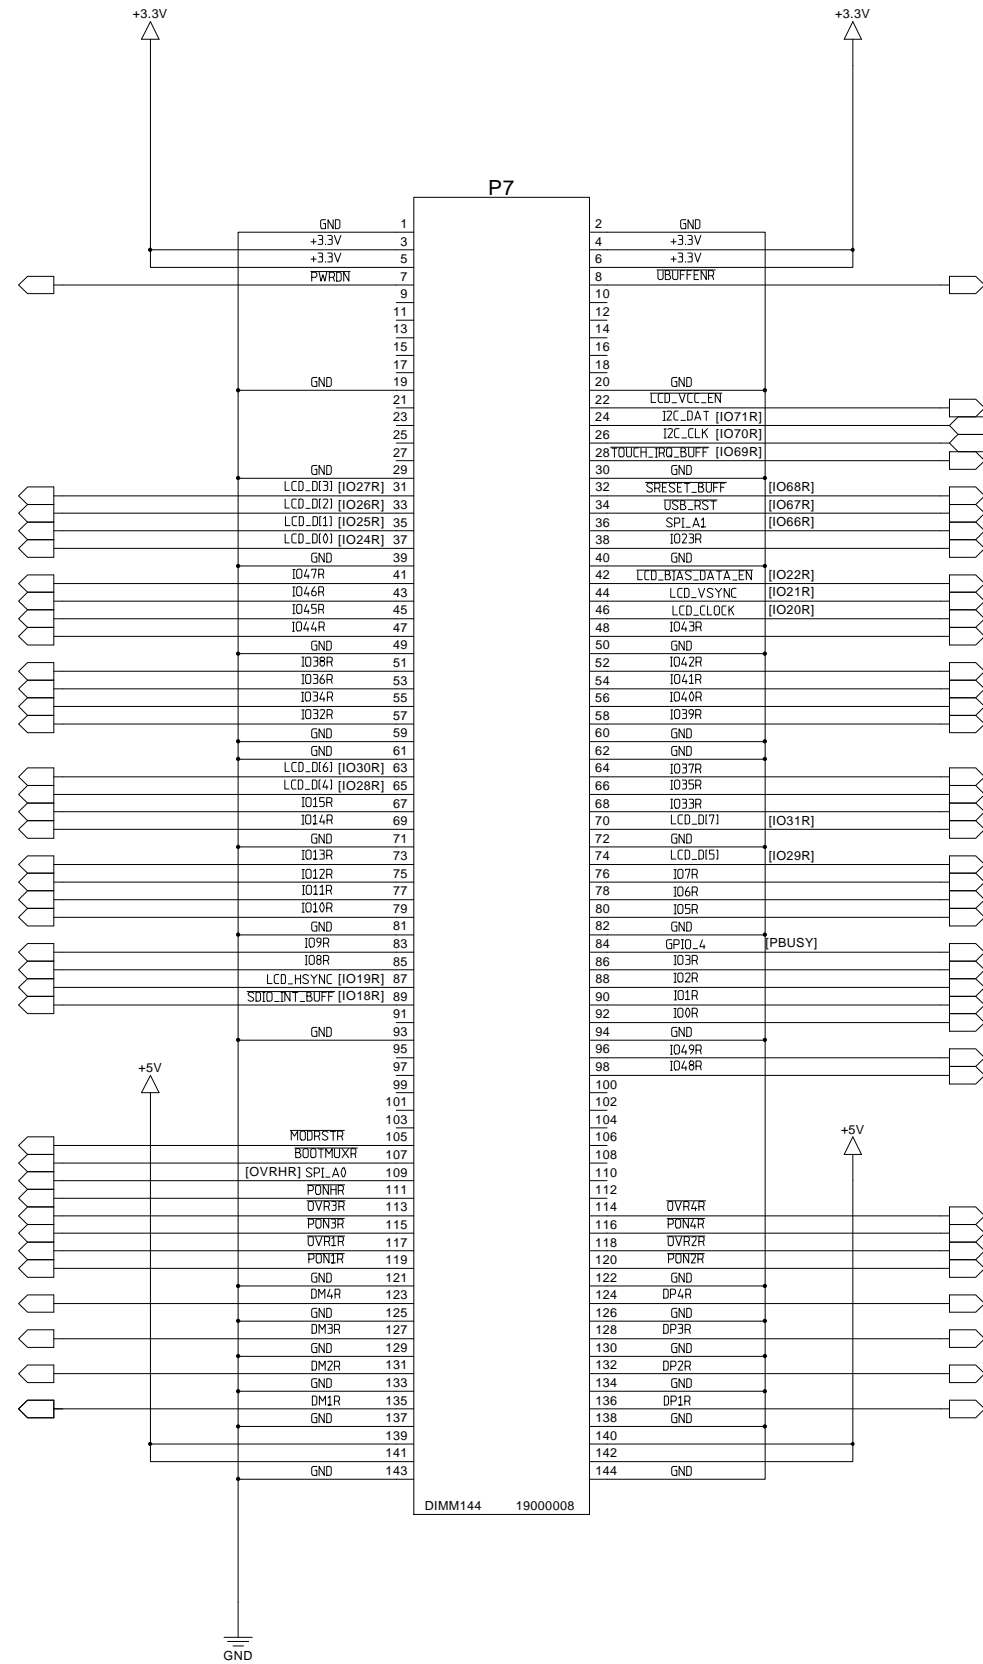 +3.3V +3.3V
P7
GND 1 2 GND
+3.3V 3 4 +3.3V
+3.3V 5 6 +3.3V
PWRDN 7 8 UBUFFENR
9 10
11 12
13 14
15 16
17 18
GND 19 20 GND
21 22 LCD_VCC_EN
23 24 I2C_DAT [IO71R]
25 26 I2C_CLK [IO70R]
27 28 TOUCH_IRQ_BUFF [IO69R]
GND 29 30 GND
LCD_D[3] [IO27R] 31 32 SRESET_BUFF [IO68R]
LCD_D[2] [IO26R] 33 34 USB_RST [IO67R]
LCD_D[1] [IO25R] 35 36 SPI_A1 [IO66R]
LCD_D[0] [IO24R] 37 38 IO23R
GND 39 40 GND
IO47R 41 42 LCD_BIAS_DATA_EN [IO22R]
IO46R 43 44 LCD_VSYNC [IO21R]
IO45R 45 46 LCD_CLOCK [IO20R]
IO44R 47 48 IO43R
GND 49 50 GND
IO38R 51 52 IO42R
IO36R 53 54 IO41R
IO34R 55 56 IO40R
IO32R 57 58 IO39R
GND 59 60 GND
GND 61 62 GND
LCD_D[6] [IO30R] 63 64 IO37R
LCD_D[4] [IO28R] 65 66 IO35R
IO15R 67 68 IO33R
IO14R 69 70 LCD_D[7] [IO31R]
GND 71 72 GND
IO13R 73 74 LCD_D[5] [IO29R]
IO12R 75 76 IO7R
IO11R 77 78 IO6R
IO10R 79 80 IO5R
GND 81 82 GND
IO9R 83 84 GPIO_4 [PBUSY]
IO8R 85 86 IO3R
LCD_HSYNC [IO19R] 87 88 IO2R
SDIO_INT_BUFF [IO18R] 89 90 IO1R
91 92 IO0R
GND 93 94 GND
95 96 IO49R
97 98 IO48R
+5V 99 100
101 102
103 104
MODRSTR 105 106 +5V
BOOTMUXR 107 108
[OVRHR] SPI_A0 109 110
PONHR 111 112
OVR3R 113 114 OVR4R
PON3R 115 116 PON4R
OVR1R 117 118 OVR2R
PON1R 119 120 PON2R
GND 121 122 GND
DM4R 123 124 DP4R
GND 125 126 GND
DM3R 127 128 DP3R
GND 129 130 GND
DM2R 131 132 DP2R
GND 133 134 GND
DM1R 135 136 DP1R
GND 137 138 GND
139 140
141 142
GND 143 144 GND
DIMM144 19000008
GND